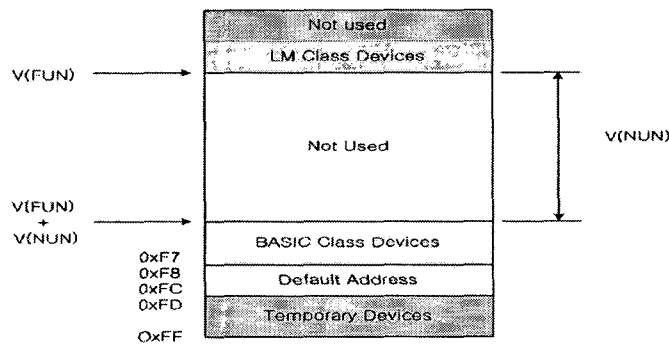 Not used
LM Class Devices
V(FUN)
Not Used
V(NUN)
V(FUN)
+
V(NUN)
BASIC Class Devices
0xF7
0xF8
Default Address
0xFC
0xFD
Temporary Devices
0xFF